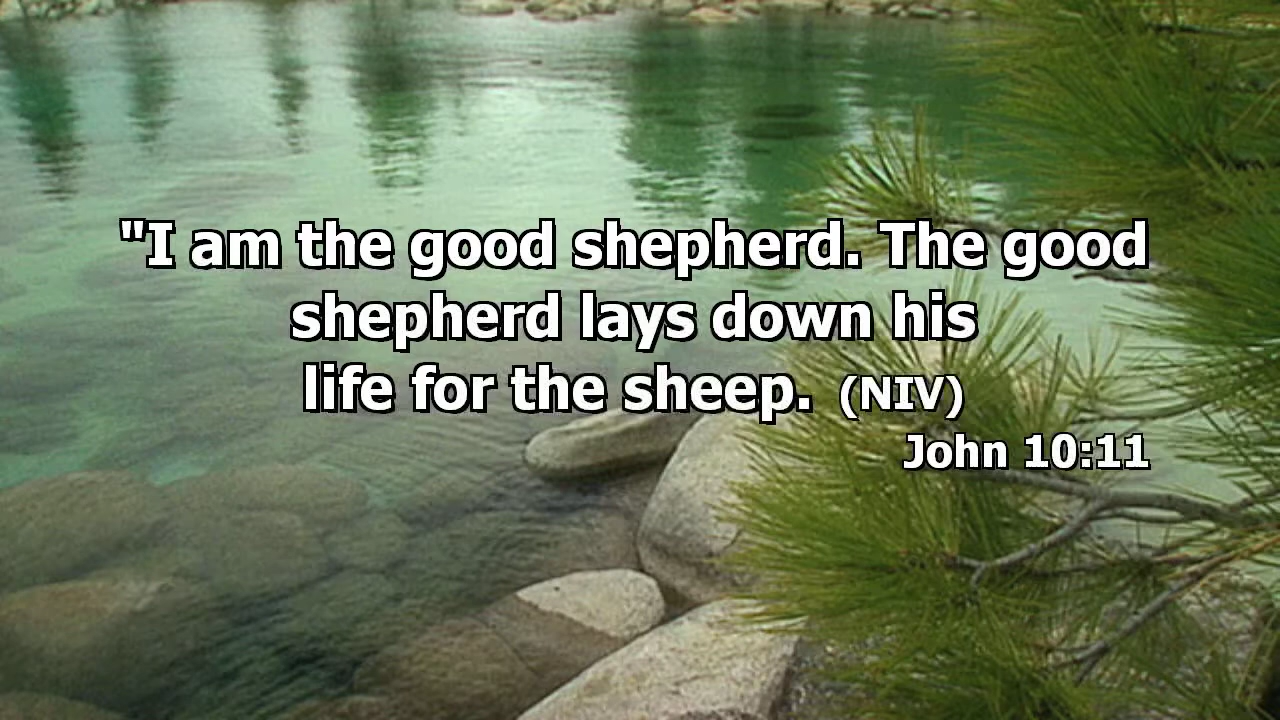 "I am the good shepherd. The good
shepherd lays down his
life for the sheep. (NIV)
John 10:11